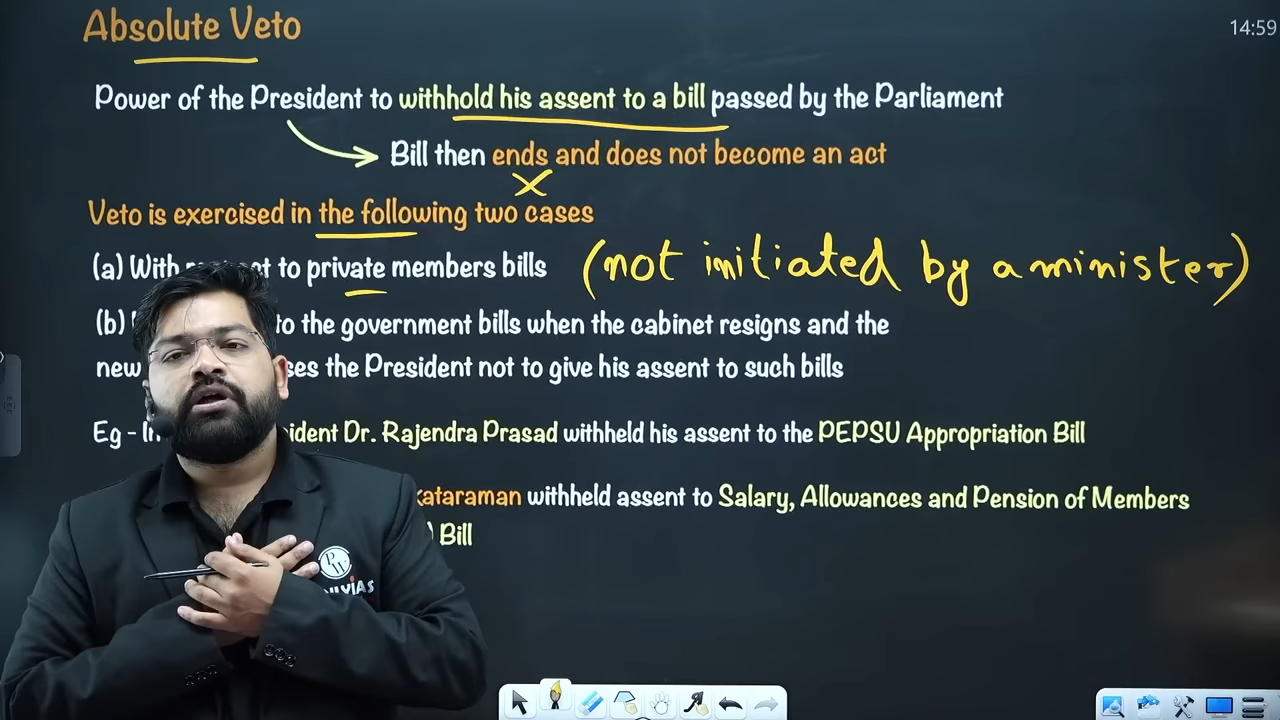 Absolute Veto
14:59
Power of the President to withhold his assent to a bill passed by the Parliament
Bill then ends and does not become an act
Veto is exercised in the following two cases
(a) With to private members bills (not initiated by a minister)
(b) to the government bills when the cabinet resigns and the
new the President not to give his assent to such bills
Eg - Dr. Rajendra Prasad withheld his assent to the PEPSU Appropriation Bill
withheld assent to Salary, Allowances and Pension of Members
Bill
PW